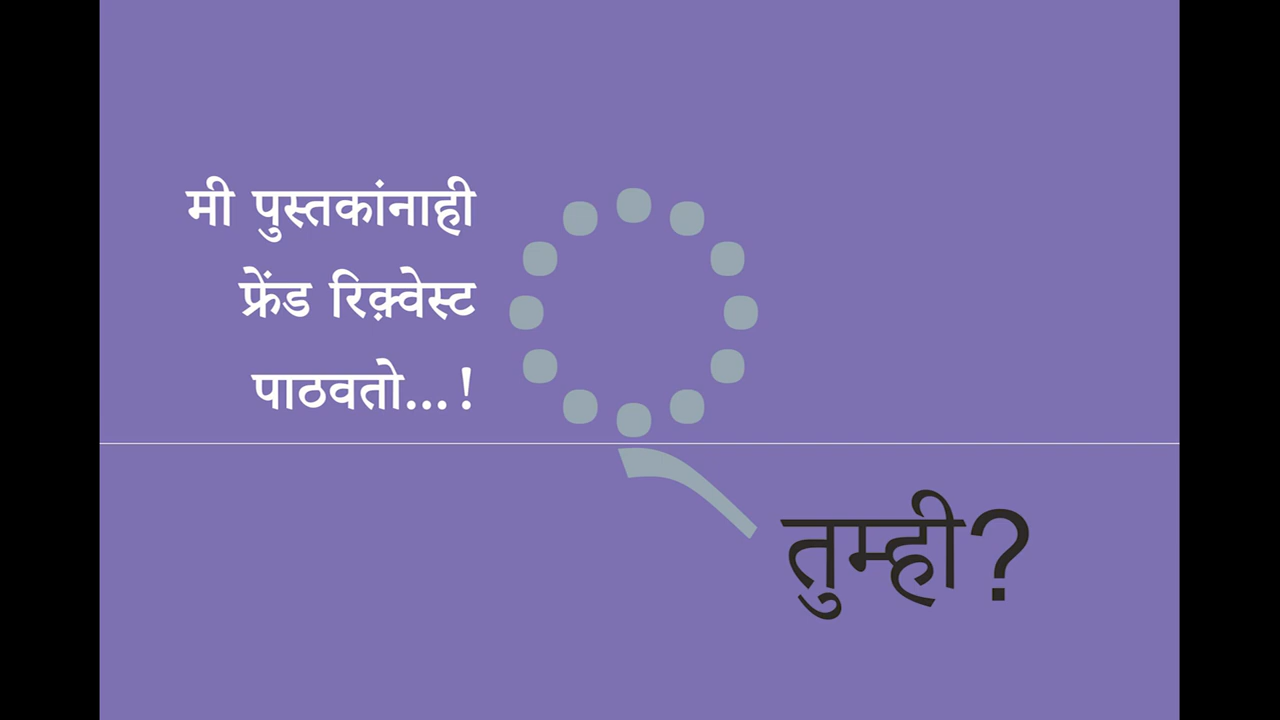 मी पुस्तकांनाही
फ्रेंड रिक़्वेस्ट
पाठवतो...!
तुम्ही?